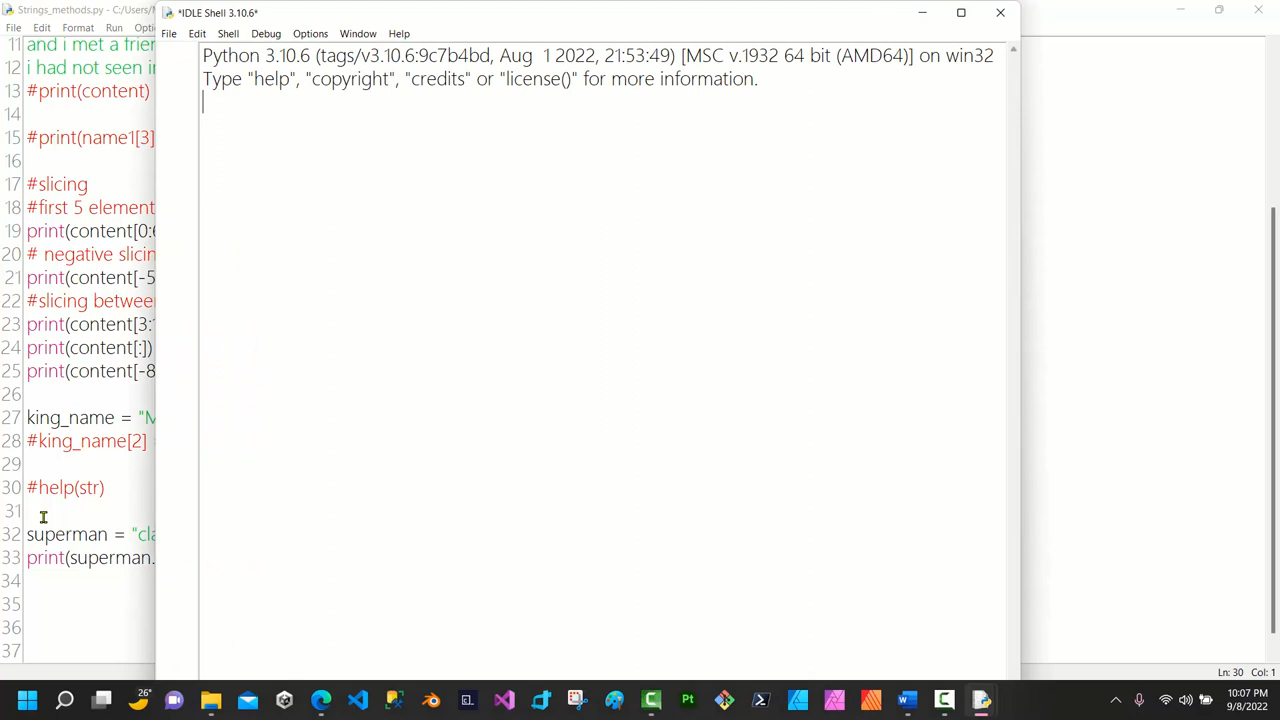 Strings_methods.py - C:/Users/
File Edit Format Run
*IDLE Shell 3.10.6*
File Edit Shell Debug Options Window Help
Python 3.10.6 (tags/v3.10.6:9c7b4bd, Aug 1 2022, 21:53:49) [MSC v.1932 64 bit (AMD64)] on win32
Type "help", "copyright", "credits" or "license()" for more information.
11 and i met a frien
12 i had not seen in
13 #print(content)
14
15 #print(name1[3]
16
17 #slicing
18 #first 5 element
19 print(content[0:6
20 # negative slicin
21 print(content[-5
22 #slicing between
23 print(content[3:
24 print(content[:])
25 print(content[-8
26
27 king_name = "M
28 #king_name[2] =
29
30 #help(str)
31
32 superman = "cla
33 print(superman.
34
35
36
37
Ln: 30 Col: 1
26°
Pt
10:07 PM
9/8/2022